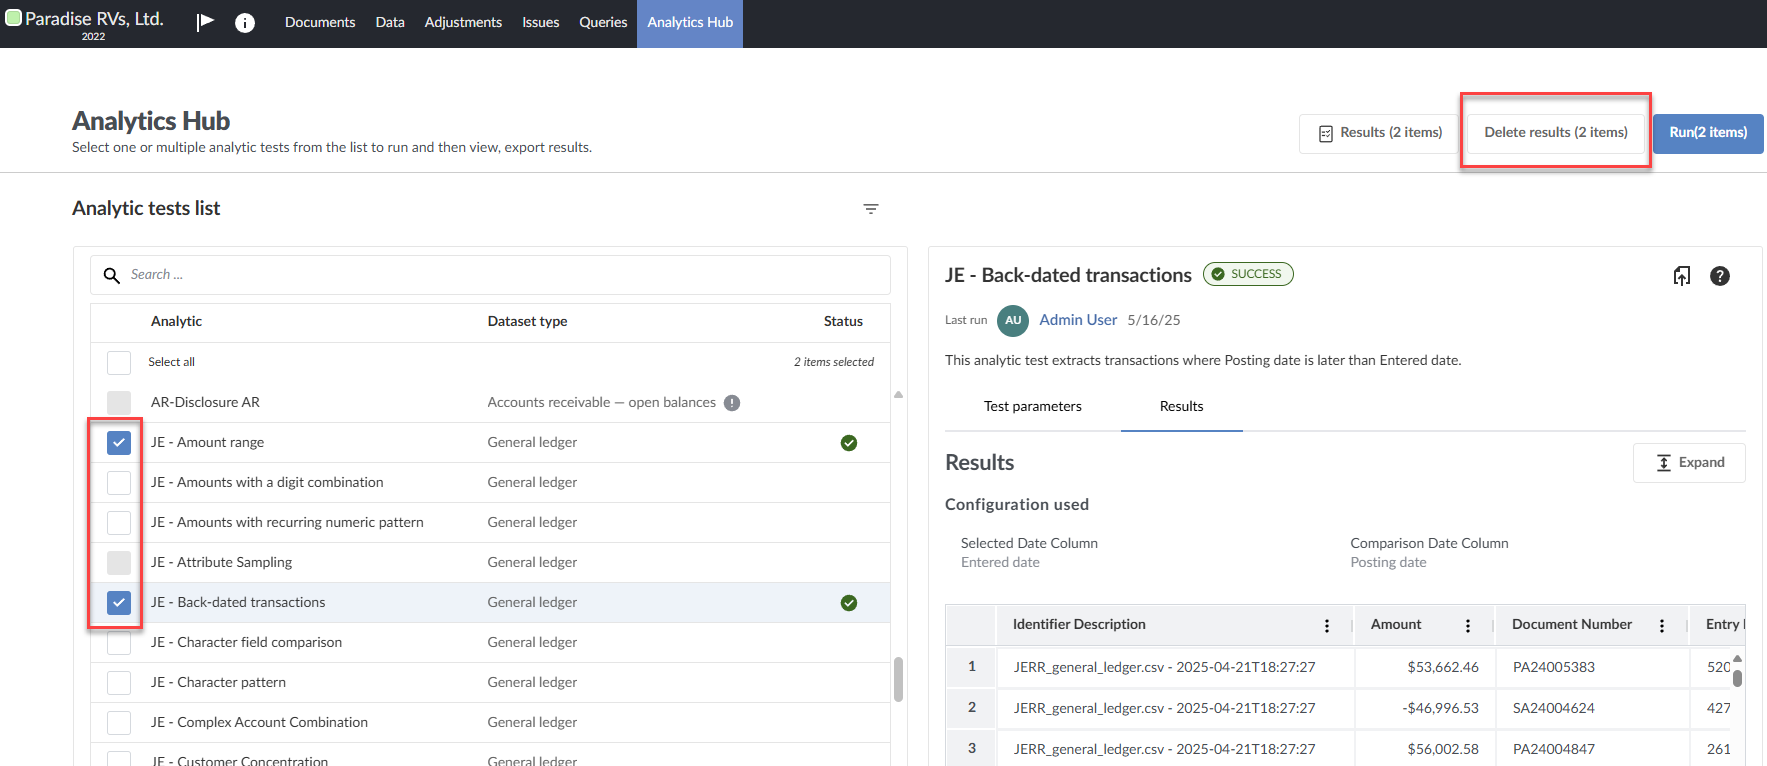 Paradise RVs, Ltd.
2022
Documents Data Adjustments Issues Queries Analytics Hub
Analytics Hub
Select one or multiple analytic tests from the list to run and then view, export results.
Results (2 items) Delete results (2 items) Run(2 items)
Analytic tests list
Search ...
Analytic Dataset type Status
Select all 2 items selected
AR-Disclosure AR Accounts receivable — open balances
JE - Amount range General ledger
JE - Amounts with a digit combination General ledger
JE - Amounts with recurring numeric pattern General ledger
JE - Attribute Sampling General ledger
JE - Back-dated transactions General ledger
JE - Character field comparison General ledger
JE - Character pattern General ledger
JE - Complex Account Combination General ledger
JE - Customer Concentration General ledger
JE - Back-dated transactions SUCCESS
Last run AU Admin User 5/16/25
This analytic test extracts transactions where Posting date is later than Entered date.
Test parameters Results
Results
Expand
Configuration used
Selected Date Column Comparison Date Column
Entered date Posting date
Identifier Description Amount Document Number Entry
1 JERR_general_ledger.csv - 2025-04-21T18:27:27 $53,662.46 PA24005383 520
2 JERR_general_ledger.csv - 2025-04-21T18:27:27 -$46,996.53 SA24004624 427
3 JERR_general_ledger.csv - 2025-04-21T18:27:27 $56,002.58 PA24004847 261